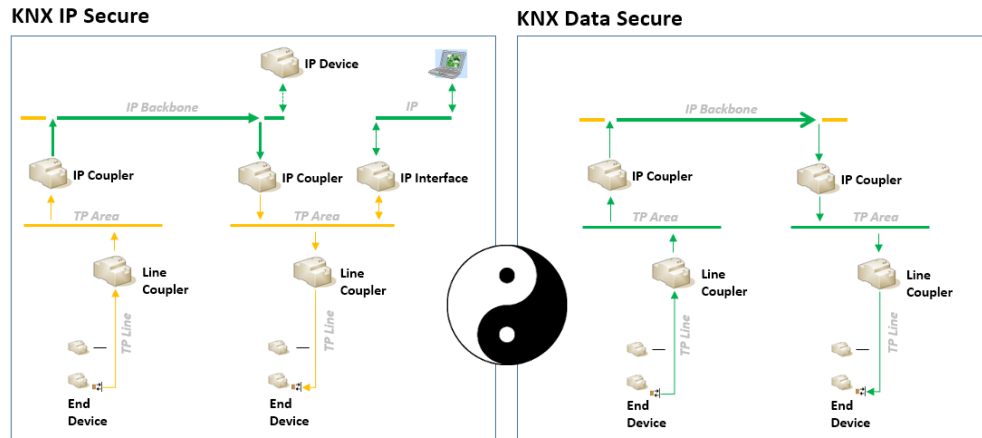 KNX IP Secure
IP Device
IP Backbone
IP
IP Coupler
IP Coupler
IP Interface
TP Area
TP Area
Line
Coupler
Line
Coupler
TP Line
TP Line
End
Device
End
Device
KNX Data Secure
IP Backbone
IP Coupler
IP Coupler
TP Area
TP Area
Line
Coupler
Line
Coupler
TP Line
TP Line
End
Device
End
Device